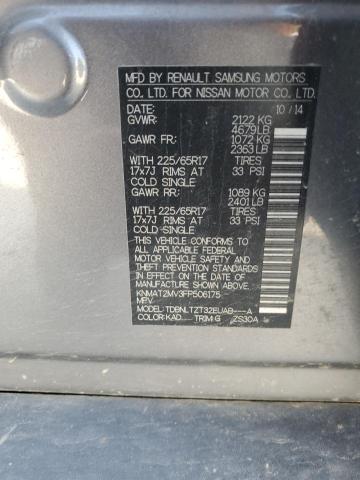 MFD BY RENAULT SAMSUNG MOTORS
CO., LTD. FOR NISSAN MOTOR CO., LTD.
DATE: 10 / 14
GVWR: 2122 KG
4679LB
GAWR FR: 1072 KG
2363LB
WITH 225/65R17 TIRES
17x7J RIMS AT 33 PSI
COLD SINGLE
GAWR RR: 1089 KG
2401LB
WITH 225/65R17 TIRES
17x7J RIMS AT 33 PSI
COLD SINGLE
THIS VEHICLE CONFORMS TO ALL
APPLICABLE FEDERAL
MOTOR VEHICLE SAFETY AND
THEFT PREVENTION STANDARDS
IN EFFECT ON THE DATE OF
MANUFACTURE SHOWN ABOVE.
KNMAT2MV3FP506175
MPV
MODEL: TDBNLTZT32EUAB---A
COLOR: KAD--- TRIM: G ZS30A